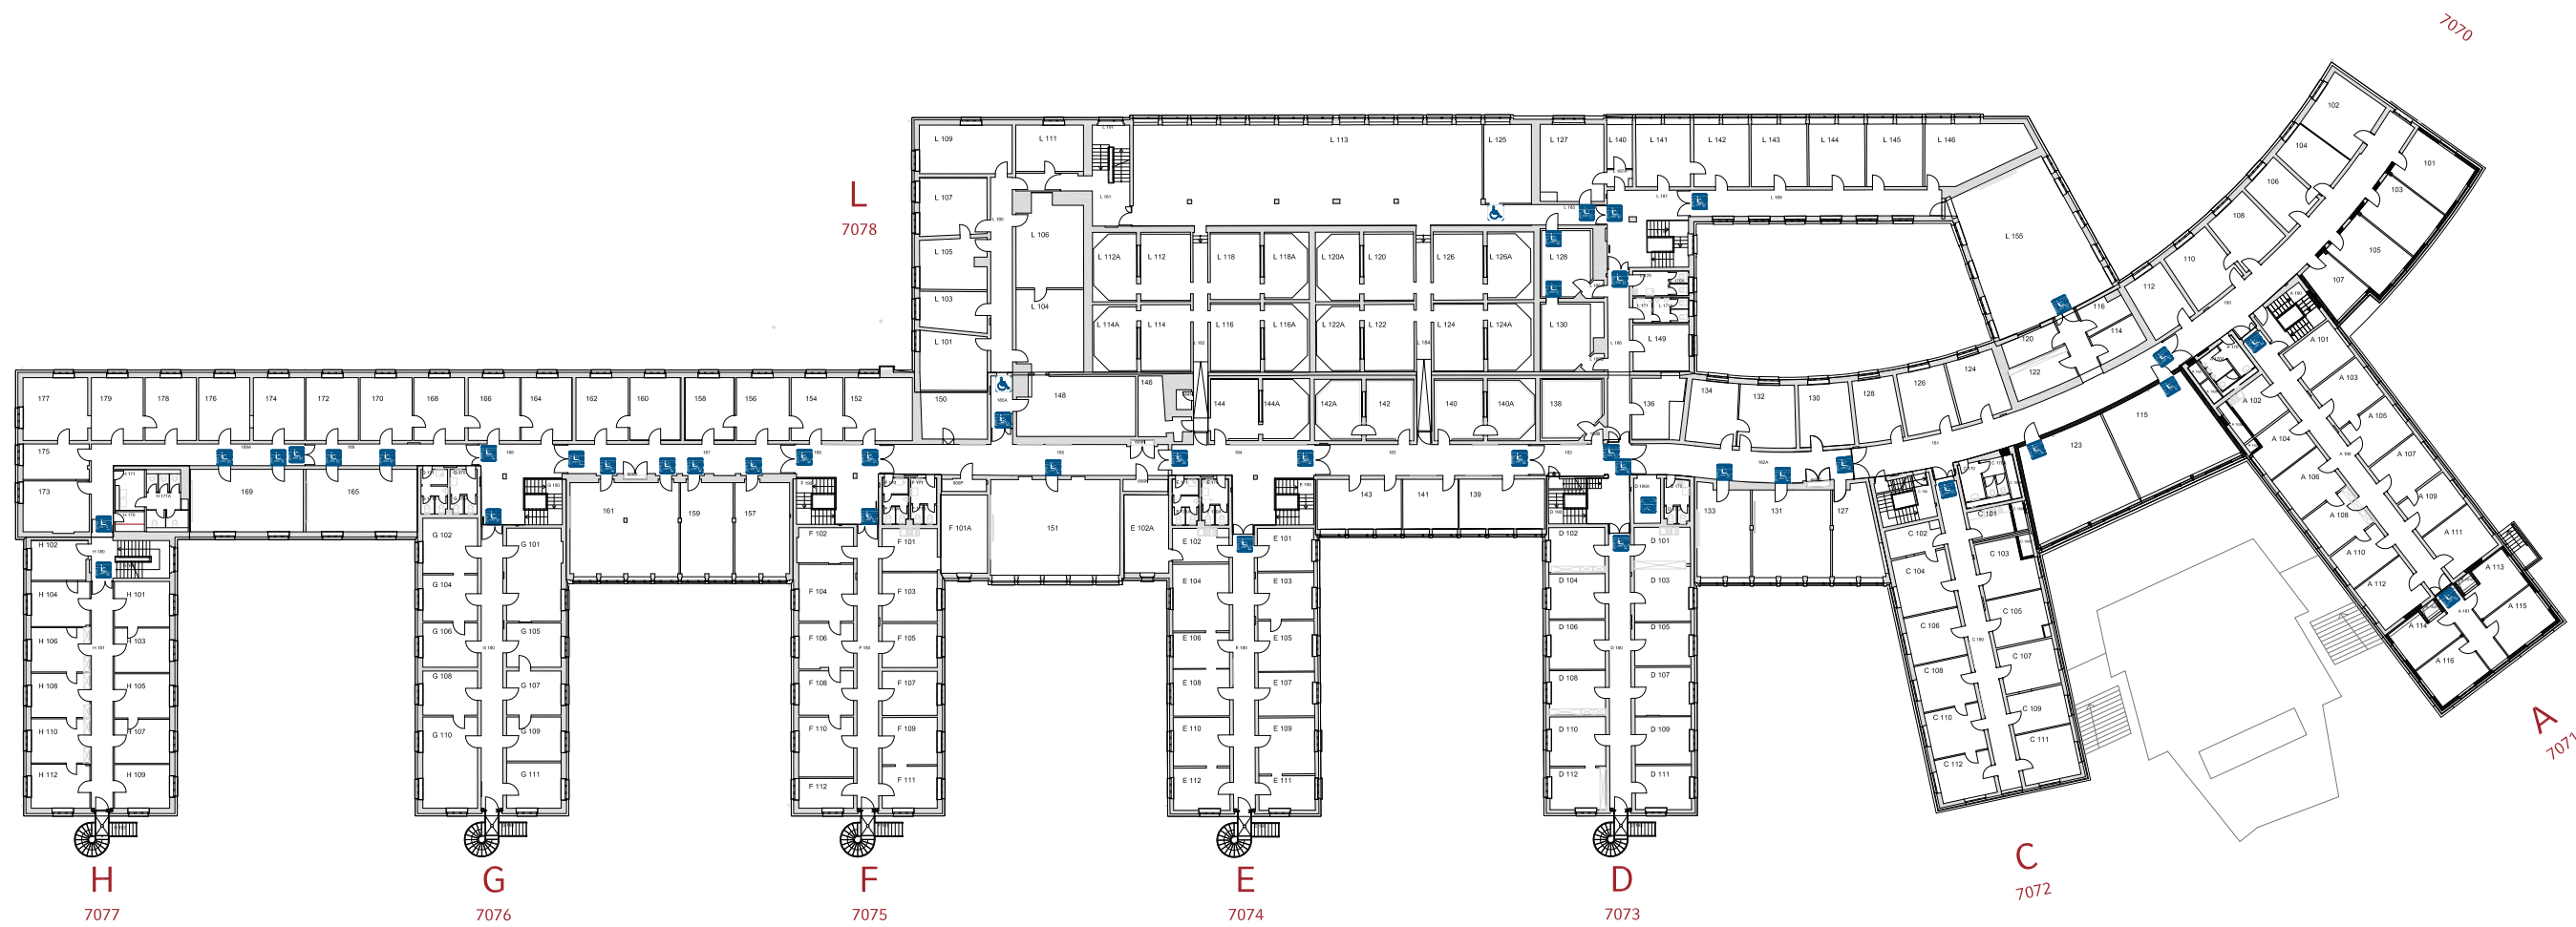 7070
102
104
101
103
106
108
105
110
107
112
116
114
120
122
124
126
128
130
132
134
136
L 109
L 111
L 113
L 125
L 127
L 140
L 141
L 142
L 143
L 144
L 145
L 146
L
7078
L 107
L 106
L 105
L 103
L 104
L 101
L 112A
L 112
L 118
L 118A
L 120A
L 120
L 126
L 126A
L 128
L 155
L 114A
L 114
L 116
L 116A
L 122A
L 122
L 124
L 124A
L 130
L 149
177
179
178
176
174
172
170
168
166
164
162
160
158
156
154
152
150
148
146
144
144A
142A
142
140
140A
138
175
173
169
165
161
159
157
151
143
141
139
133
131
127
123
115
F 101A
E 102A
H 102
H 104
H 101
H 106
H 103
H 108
H 105
H 110
H 107
H 112
H 109
G 102
G 101
G 104
G 106
G 105
G 108
G 107
G 110
G 109
G 111
F 102
F 101
F 104
F 103
F 106
F 105
F 108
F 107
F 110
F 109
F 112
F 111
E 102
E 101
E 104
E 103
E 106
E 105
E 108
E 107
E 110
E 109
E 112
E 111
D 102
D 101
D 104
D 103
D 106
D 105
D 108
D 107
D 110
D 109
D 112
D 111
C 101
C 102
C 103
C 104
C 105
C 106
C 107
C 108
C 109
C 110
C 111
C 112
A 101
A 103
A 102
A 105
A 104
A 107
A 106
A 109
A 108
A 111
A 110
A 113
A 112
A 115
A 114
A 116
A
7071
H
7077
G
7076
F
7075
E
7074
D
7073
C
7072